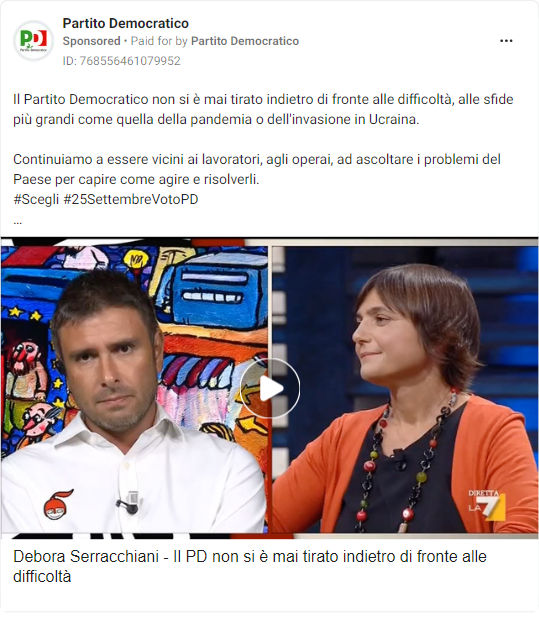 Partito Democratico
Sponsored • Paid for by Partito Democratico
ID: 768556461079952
Il Partito Democratico non si è mai tirato indietro di fronte alle difficoltà, alle sfide
più grandi come quella della pandemia o dell'invasione in Ucraina.
Continuiamo a essere vicini ai lavoratori, agli operai, ad ascoltare i problemi del
Paese per capire come agire e risolverli.
#Scegli #25SettembreVotoPD
...
DIRETTA
LA7
Debora Serracchiani - Il PD non si è mai tirato indietro di fronte alle
difficoltà